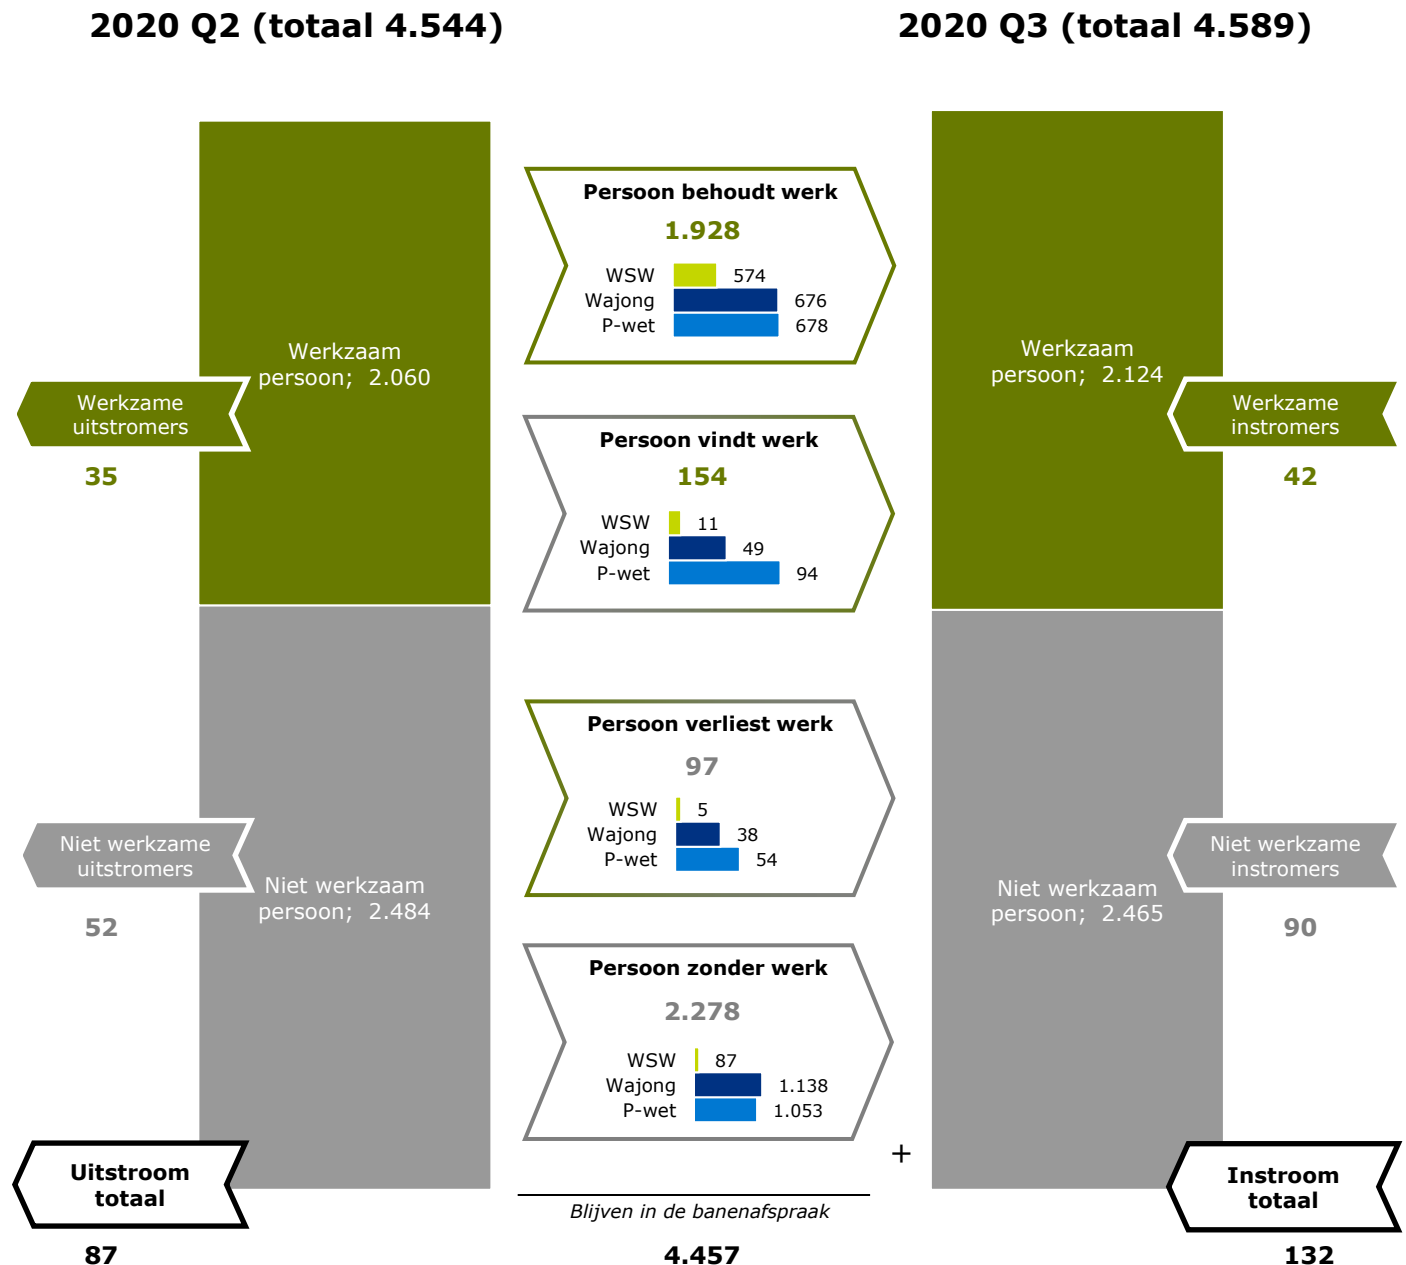 2020 Q2 (totaal 4.544)
2020 Q3 (totaal 4.589)
Werkzaam
persoon; 2.060
Werkzame
uitstromers
35
Niet werkzaam
persoon; 2.484
Niet werkzame
uitstromers
52
Uitstroom
totaal
87
Persoon behoudt werk
1.928
WSW 574
Wajong 676
P-wet 678
Persoon vindt werk
154
WSW 11
Wajong 49
P-wet 94
Persoon verliest werk
97
WSW 5
Wajong 38
P-wet 54
Persoon zonder werk
2.278
WSW 87
Wajong 1.138
P-wet 1.053
+
Blijven in de banenafspraak
4.457
Werkzaam
persoon; 2.124
Werkzame
instromers
42
Niet werkzaam
persoon; 2.465
Niet werkzame
instromers
90
Instroom
totaal
132